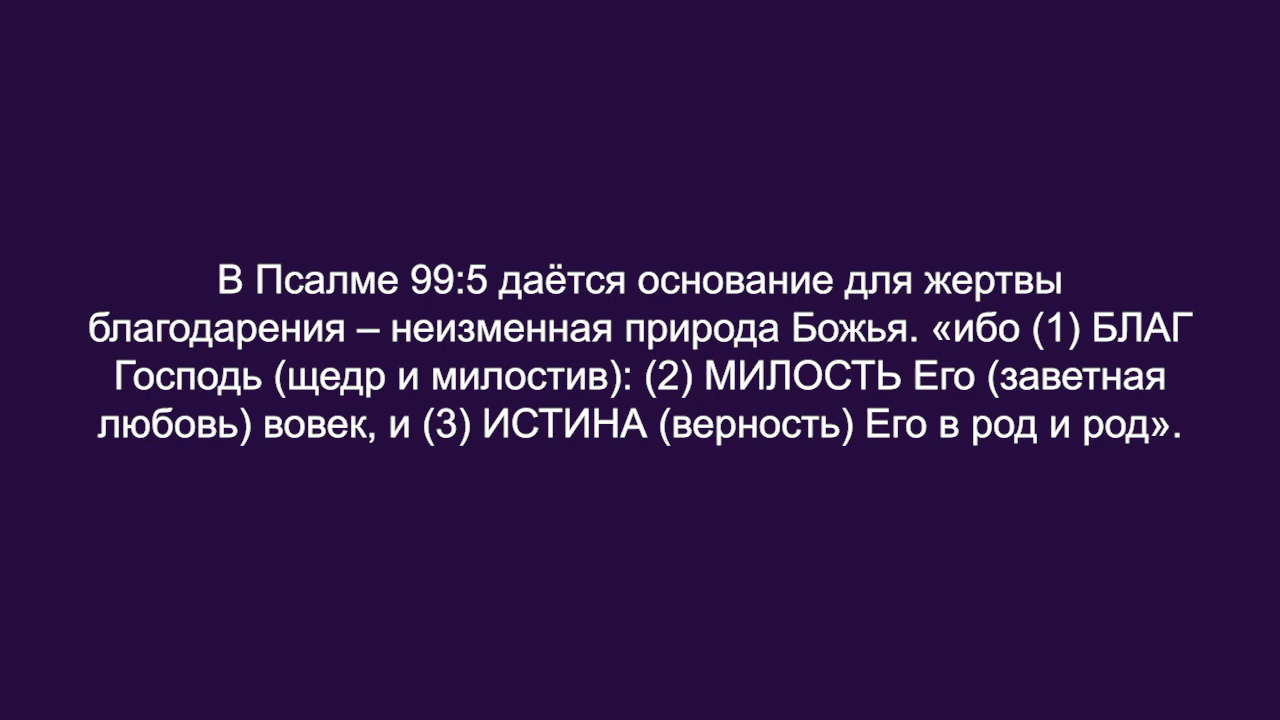 В Псалме 99:5 даётся основание для жертвы
благодарения – неизменная природа Божья. «ибо (1) БЛАГ
Господь (щедр и милостив): (2) МИЛОСТЬ Его (заветная
любовь) вовек, и (3) ИСТИНА (верность) Его в род и род».